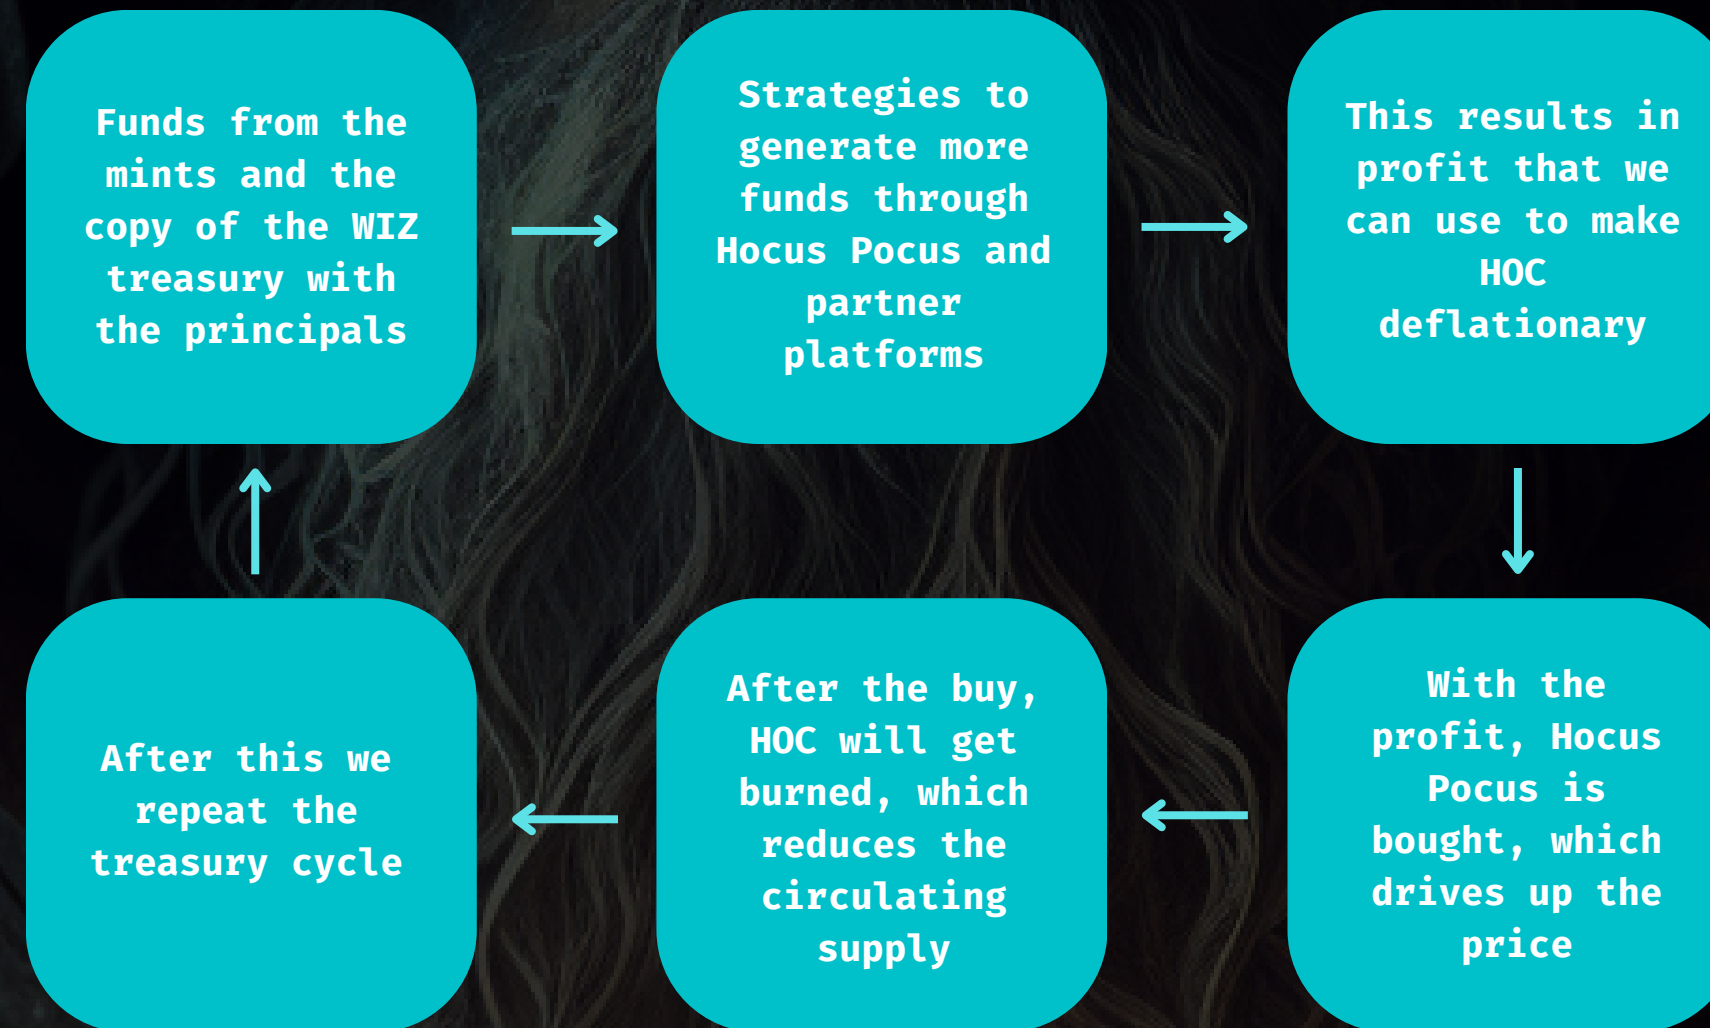 Funds from the
mints and the
copy of the WIZ
treasury with
the principals
Strategies to
generate more
funds through
Hocus Pocus and
partner
platforms
This results in
profit that we
can use to make
HOC
deflationary
With the
profit, Hocus
Pocus is
bought, which
drives up the
price
After the buy,
HOC will get
burned, which
reduces the
circulating
supply
After this we
repeat the
treasury cycle